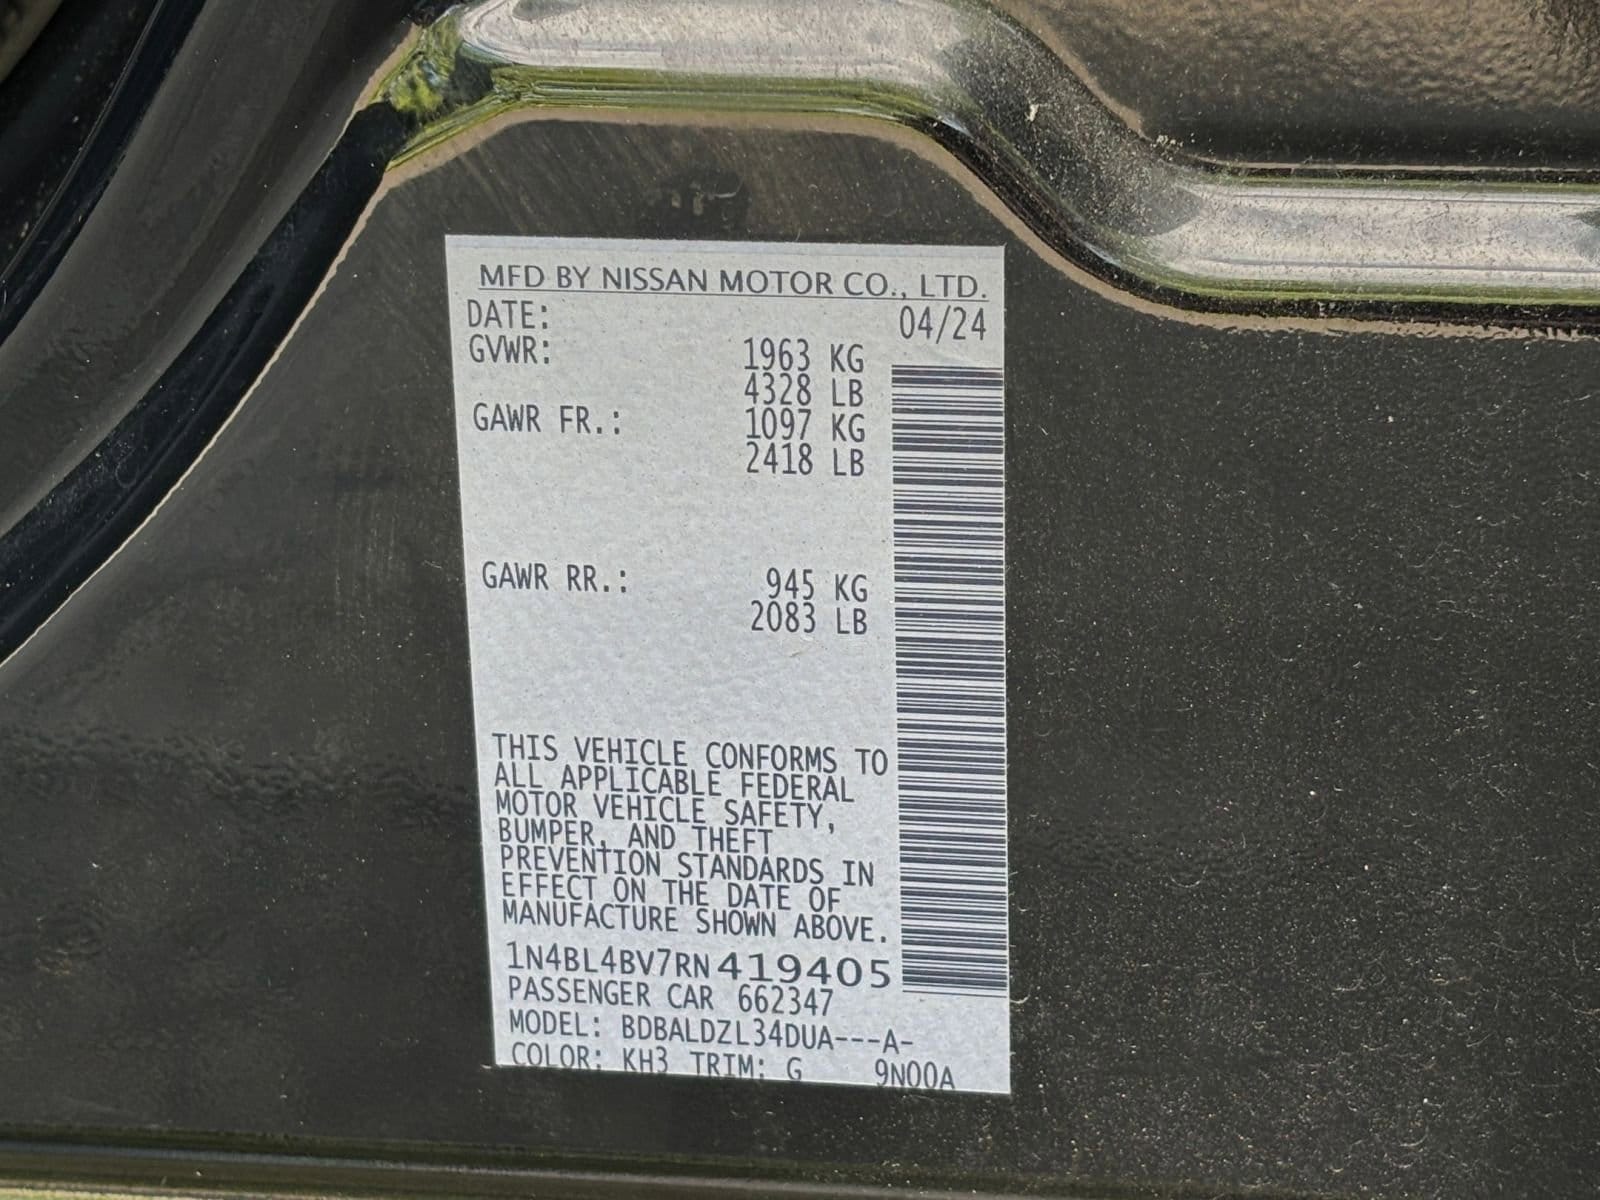 MFD BY NISSAN MOTOR CO., LTD.
DATE: 04/24
GVWR: 1963 KG
4328 LB
GAWR FR.: 1097 KG
2418 LB
GAWR RR.: 945 KG
2083 LB
THIS VEHICLE CONFORMS TO
ALL APPLICABLE FEDERAL
MOTOR VEHICLE SAFETY,
BUMPER, AND THEFT
PREVENTION STANDARDS IN
EFFECT ON THE DATE OF
MANUFACTURE SHOWN ABOVE.
1N4BL4BV7RN419405
PASSENGER CAR 662347
MODEL: BDBALDZL34DUA---A-
COLOR: KH3 TRIM: G 9N00A